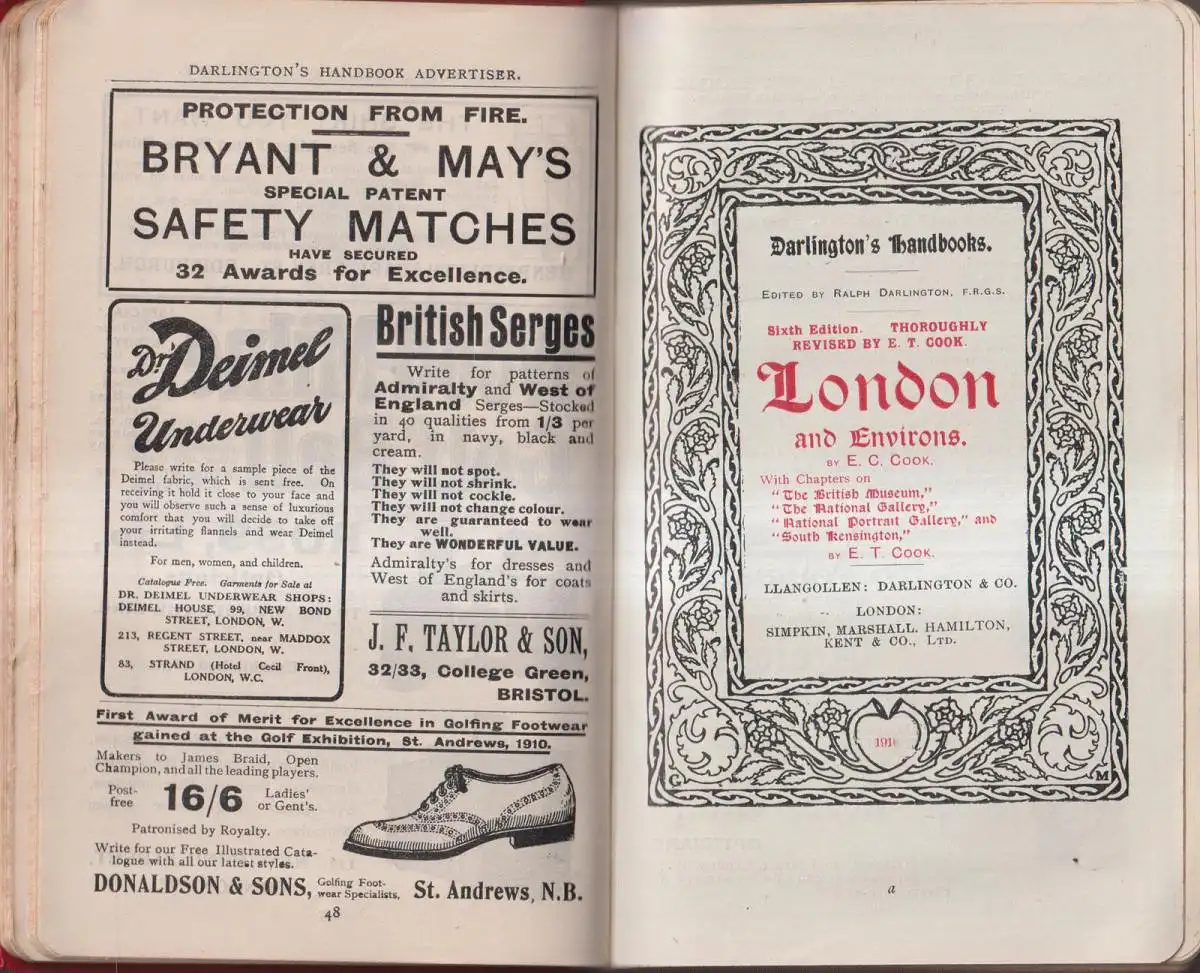 DARLINGTON'S HANDBOOK ADVERTISER.
PROTECTION FROM FIRE.
BRYANT & MAY'S
SPECIAL PATENT
SAFETY MATCHES
HAVE SECURED
32 Awards for Excellence.
Dr. Deimel
Underwear
Please write for a sample piece of the
Deimel fabric, which is sent free. On
receiving it hold it close to your face and
you will observe such a sense of luxurious
comfort that you will decide to take off
your irritating flannels and wear Deimel
instead.
For men, women, and children.
Catalogue Free. Garments for Sale at
DR. DEIMEL UNDERWEAR SHOPS:
DEIMEL HOUSE, 99, NEW BOND
STREET, LONDON, W.
213, REGENT STREET, near MADDOX
STREET, LONDON, W.
83, STRAND (Hotel Cecil Front),
LONDON, W.C.
British Serges
Write for patterns of
Admiralty and West of
England Serges—Stocked
in 40 qualities from 1/3 per
yard, in navy, black and
cream.
They will not spot.
They will not shrink.
They will not cockle.
They will not change colour.
They are guaranteed to wear
well.
They are WONDERFUL VALUE.
Admiralty's for dresses and
West of England's for coats
and skirts.
J. F. TAYLOR & SON,
32/33, College Green,
BRISTOL.
First Award of Merit for Excellence in Golfing Footwear
gained at the Golf Exhibition, St. Andrews, 1910.
Makers to James Braid, Open
Champion, and all the leading players.
Post-free 16/6 Ladies' or Gent's.
Patronised by Royalty.
Write for our Free Illustrated Cata-
logue with all our latest styles.
DONALDSON & SONS, Golfing Foot-wear Specialists, St. Andrews, N.B.
48
Darlington's Handbooks.
EDITED BY RALPH DARLINGTON, F.R.G.S.
Sixth Edition. THOROUGHLY
REVISED BY E. T. COOK.
London
and Environs.
BY E. C. COOK.
With Chapters on
"The British Museum,"
"The National Gallery,"
"National Portrait Gallery," and
"South Kensington,"
BY E. T. COOK.
LLANGOLLEN: DARLINGTON & CO.
LONDON:
SIMPKIN, MARSHALL, HAMILTON,
KENT & CO., LTD.
G M
a